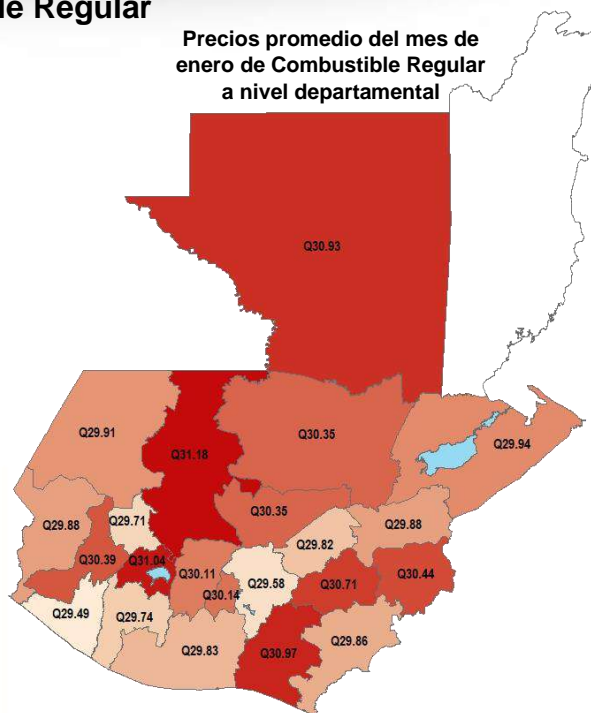 de Regular
Precios promedio del mes de
enero de Combustible Regular
a nivel departamental
Q30.93
Q29.91
Q31.18
Q30.35
Q29.94
Q29.88
Q29.71
Q30.35
Q29.88
Q30.39
Q31.04
Q30.11
Q29.82
Q30.14
Q29.58
Q30.71
Q30.44
Q29.49
Q29.74
Q29.83
Q30.97
Q29.86